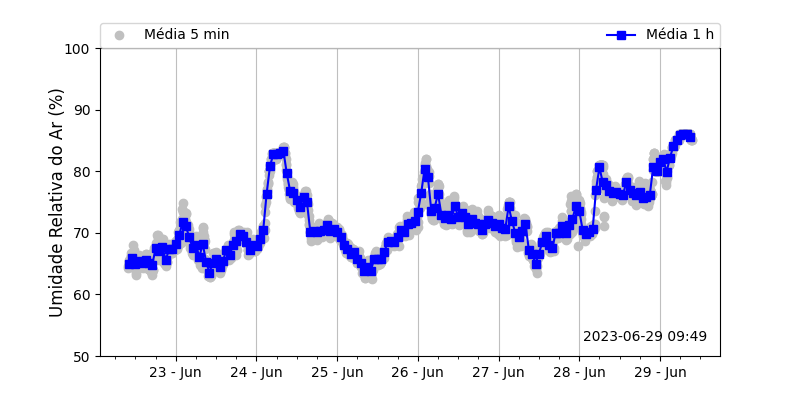 Média 5 min
Média 1 h
Umidade Relativa do Ar (%)
100
90
80
70
60
50
2023-06-29 09:49
23 - Jun
24 - Jun
25 - Jun
26 - Jun
27 - Jun
28 - Jun
29 - Jun